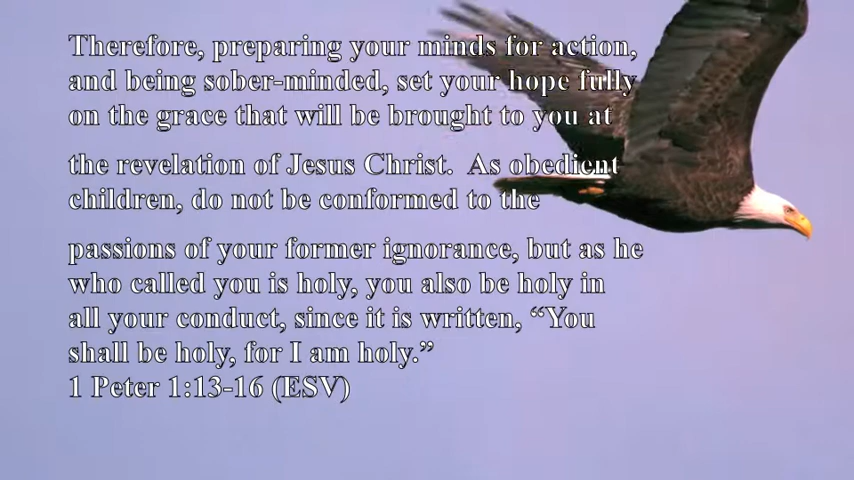 Therefore, preparing your minds for action,
and being sober-minded, set your hope fully
on the grace that will be brought to you at
the revelation of Jesus Christ.  As obedient
children, do not be conformed to the
passions of your former ignorance, but as he
who called you is holy, you also be holy in
all your conduct, since it is written, “You
shall be holy, for I am holy.”
1 Peter 1:13-16 (ESV)